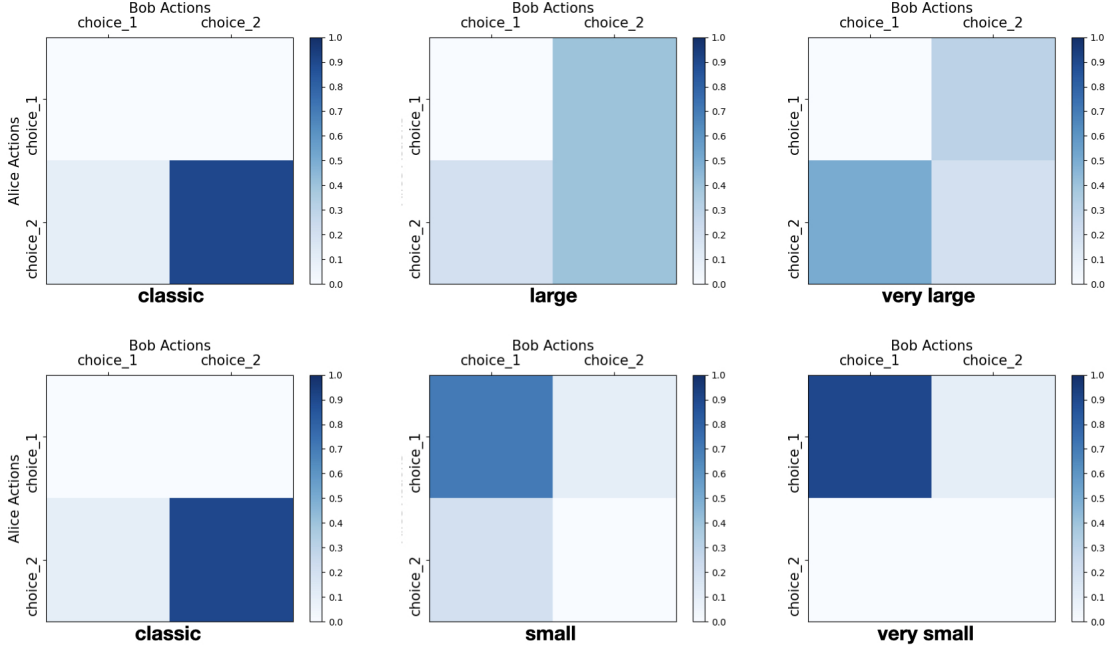 Bob Actions
choice_1 choice_2
Alice Actions
choice_1
choice_2
1.0
0.9
0.8
0.7
0.6
0.5
0.4
0.3
0.2
0.1
0.0
classic
Bob Actions
choice_1 choice_2
choice_1
choice_2
1.0
0.9
0.8
0.7
0.6
0.5
0.4
0.3
0.2
0.1
0.0
large
Bob Actions
choice_1 choice_2
choice_1
choice_2
1.0
0.9
0.8
0.7
0.6
0.5
0.4
0.3
0.2
0.1
0.0
very large
Bob Actions
choice_1 choice_2
Alice Actions
choice_1
choice_2
1.0
0.9
0.8
0.7
0.6
0.5
0.4
0.3
0.2
0.1
0.0
classic
Bob Actions
choice_1 choice_2
choice_1
choice_2
1.0
0.9
0.8
0.7
0.6
0.5
0.4
0.3
0.2
0.1
0.0
small
Bob Actions
choice_1 choice_2
choice_1
choice_2
1.0
0.9
0.8
0.7
0.6
0.5
0.4
0.3
0.2
0.1
0.0
very small